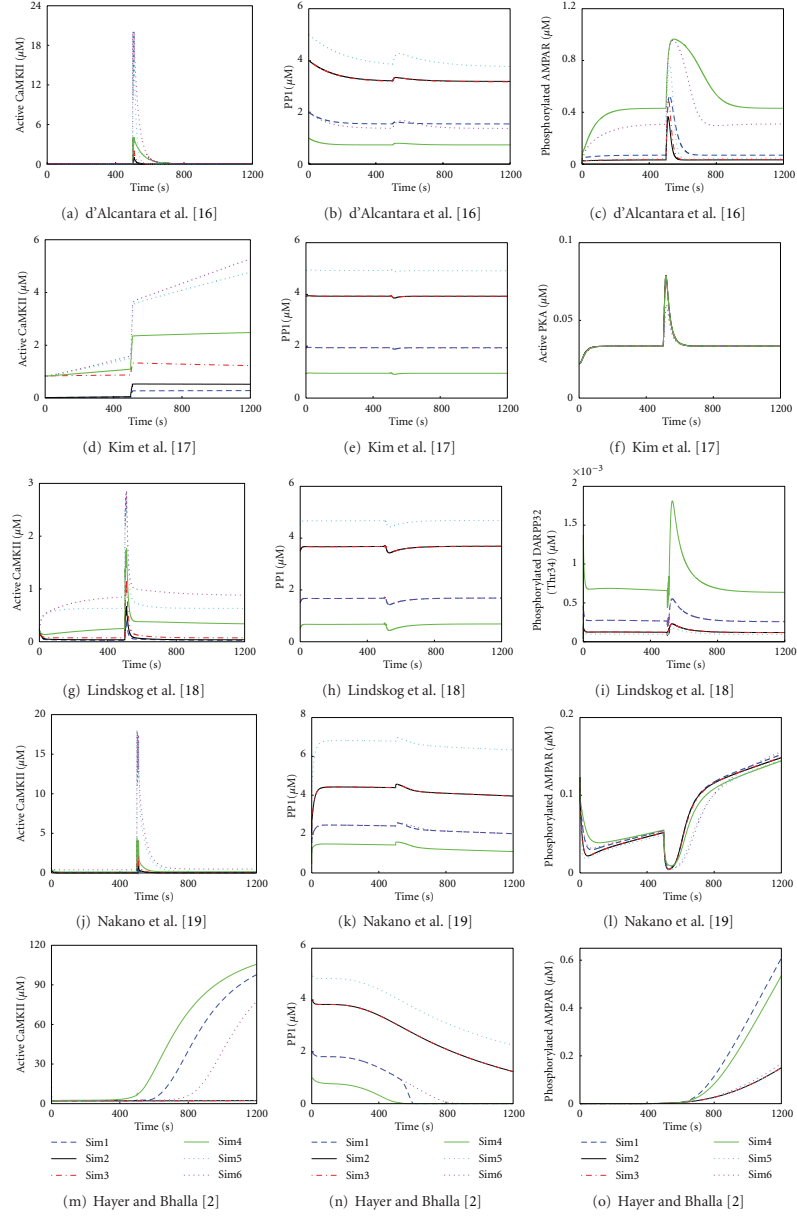 24
18
12
6
0
Active CaMKII (μM)
0 400 800 1200
Time (s)
(a) d'Alcantara et al. [16]
6
4
2
0
PP1(μM)
0 400 800 1200
Time (s)
(b) d'Alcantara et al. [16]
1.2
0.8
0.4
0
Phosphorylated AMPAR (μM)
0 400 800 1200
Time (s)
(c) d'Alcantara et al. [16]
6
4
2
0
Active CaMKII (μM)
0 400 800 1200
Time (s)
(d) Kim et al. [17]
6
4
2
0
PP1(μM)
0 400 800 1200
Time (s)
(e) Kim et al. [17]
0.1
0.05
0
Active PKA (μM)
0 400 800 1200
Time (s)
(f) Kim et al. [17]
3
2
1
0
Active CaMKII (μM)
0 400 800 1200
Time (s)
(g) Lindskog et al. [18]
6
4
2
0
PP1 (μM)
0 400 800 1200
Time (s)
(h) Lindskog et al. [18]
×10−3
2
1.5
1
0.5
0
Phosphorylated DARPP32
(Thr34) (μM)
0 400 800 1200
Time (s)
(i) Lindskog et al. [18]
20
15
10
5
0
Active CaMKII (μM)
0 400 800 1200
Time (s)
(j) Nakano et al. [19]
8
6
4
2
0
PP1(μM)
0 400 800 1200
Time (s)
(k) Nakano et al. [19]
0.2
0.1
0
Phosphorylated AMPAR (μM)
0 400 800 1200
Time (s)
(l) Nakano et al. [19]
120
90
60
30
0
Active CaMKII (μM)
0 400 800 1200
Time (s)
Sim1
Sim2
Sim3
(m) Hayer and Bhalla [2]
6
4
2
0
PP1(μM)
0 400 800 1200
Time (s)
Sim4
Sim5
Sim6
Sim1
Sim2
Sim3
(n) Hayer and Bhalla [2]
0.6
0.4
0.2
0
Phosphorylated AMPAR (μM)
0 400 800 1200
Time (s)
Sim4
Sim5
Sim6
(o) Hayer and Bhalla [2]